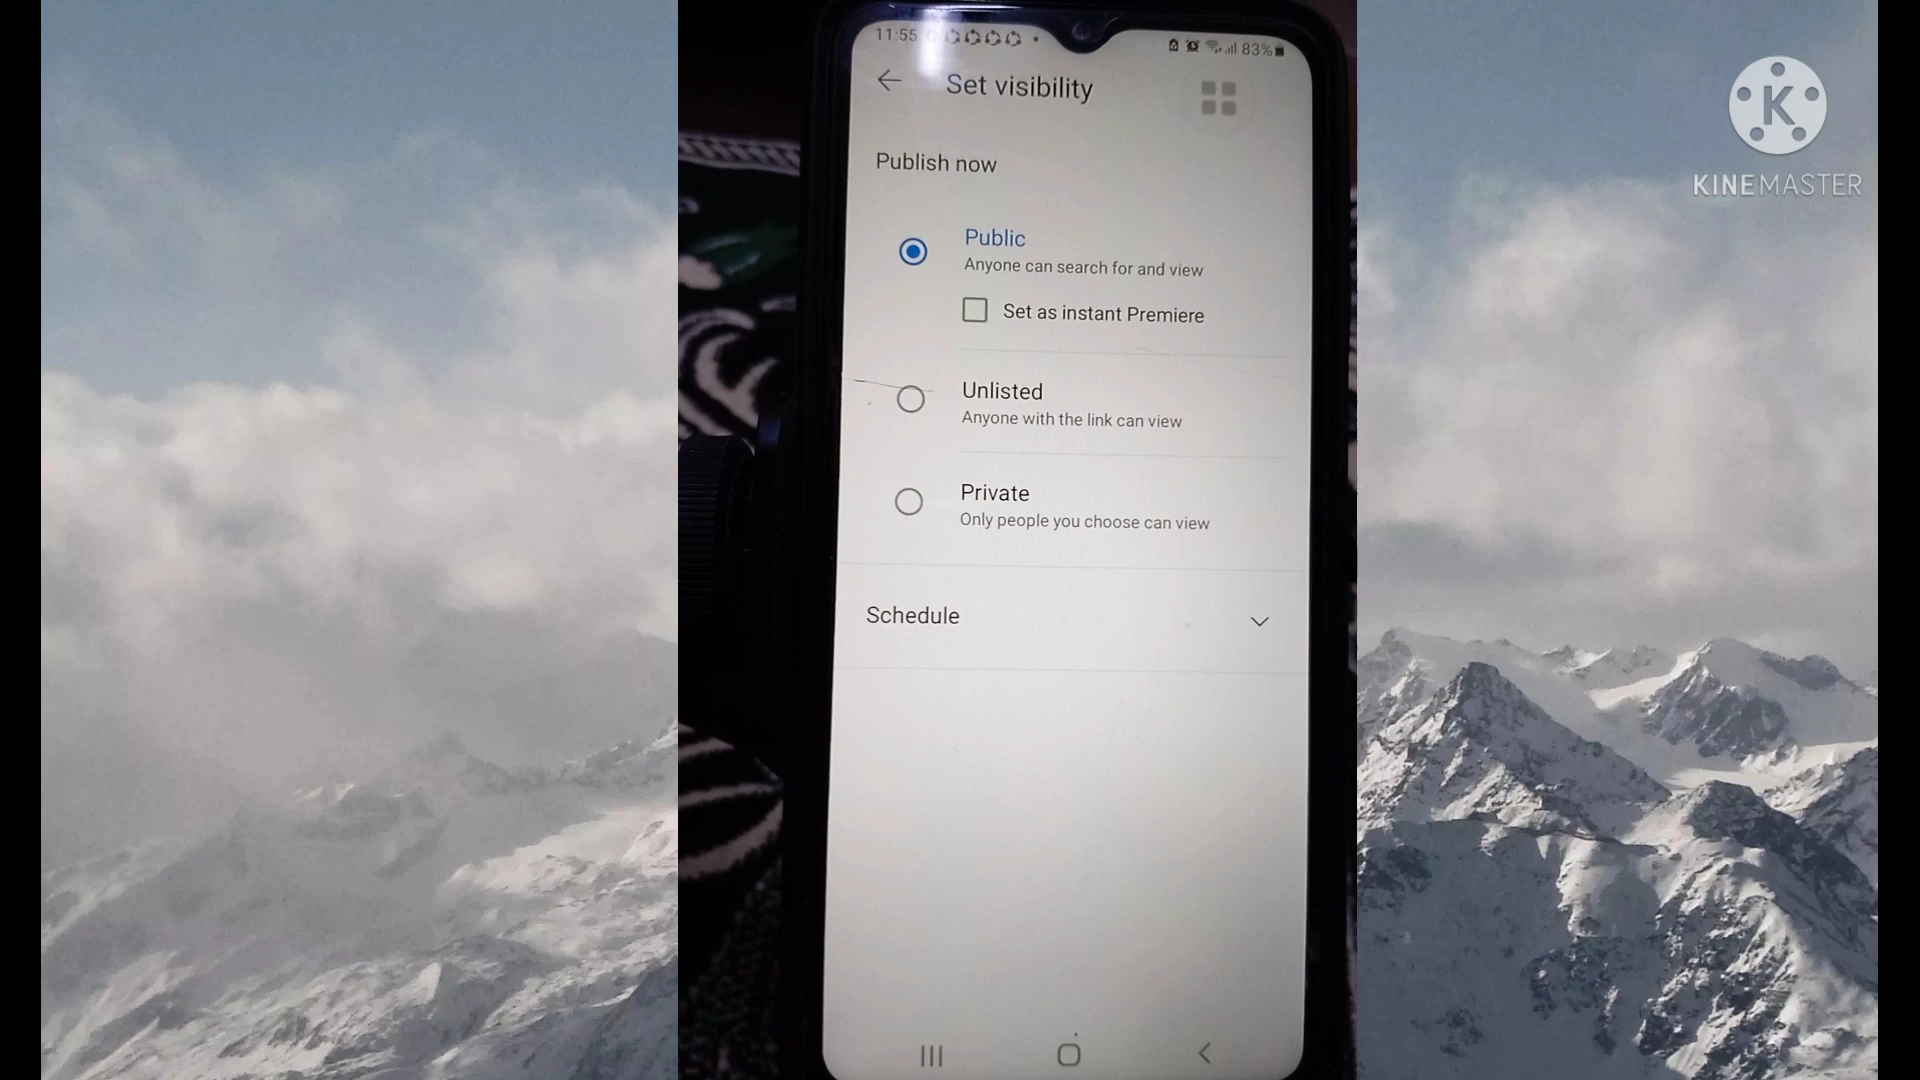 11:55
83%
Set visibility
K
KINEMASTER
Publish now
Public
Anyone can search for and view
Set as instant Premiere
Unlisted
Anyone with the link can view
Private
Only people you choose can view
Schedule